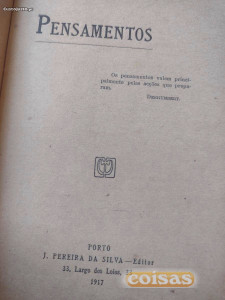 PENSAMENTOS
Os pensamentos valem princi-
palmente pelas acções que prepa-
ram.
PORTO
J. PEREIRA DA SILVA—Editor
33, Largo dos Loios,
1917
coisas